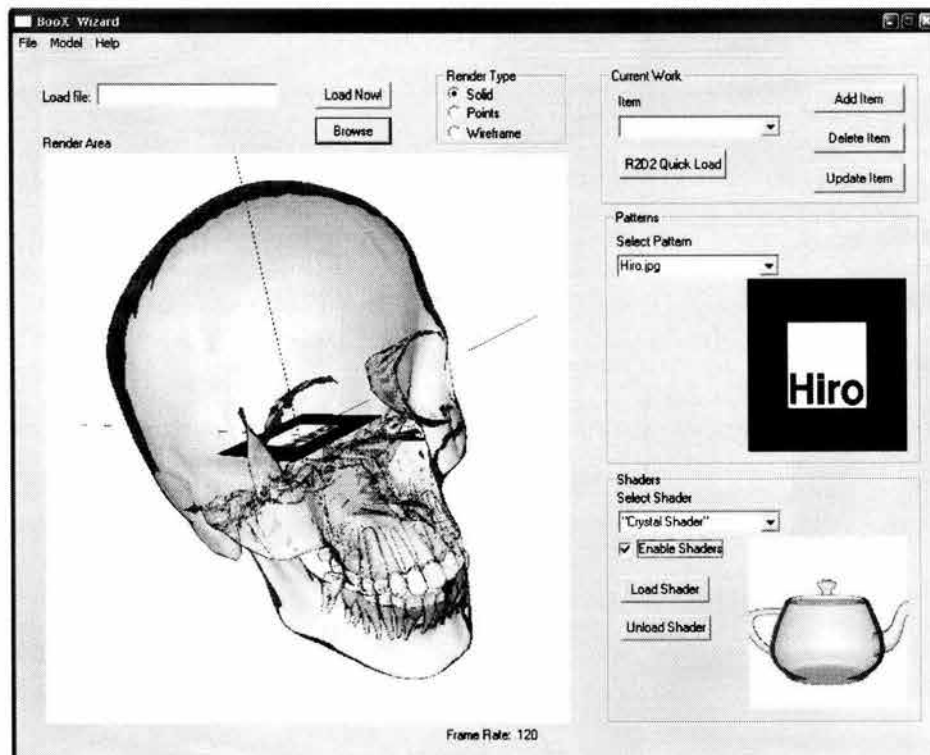 BooX Wizard
File Model Help
Load file:
Load Now!
Browse
Render Type
Solid
Points
Wireframe
Render Area
Current Work
Item
Add Item
Delete Item
R2D2 Quick Load
Update Item
Patterns
Select Pattern
Hiro.jpg
Hiro
Shaders
Select Shader
"Crystal Shader"
Enable Shaders
Load Shader
Unload Shader
Frame Rate: 120